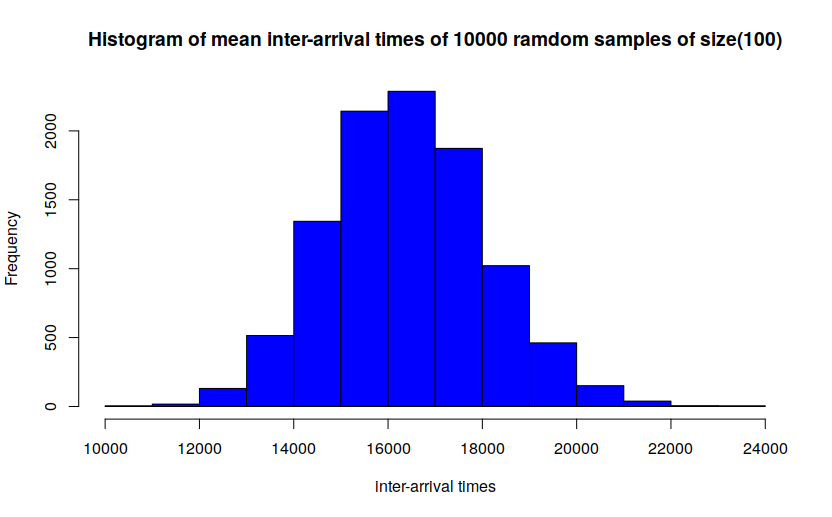 Histogram of mean inter-arrival times of 10000 ramdom samples of size(100)
Frequency
2000
1500
1000
500
0
10000 12000 14000 16000 18000 20000 22000 24000
inter-arrival times